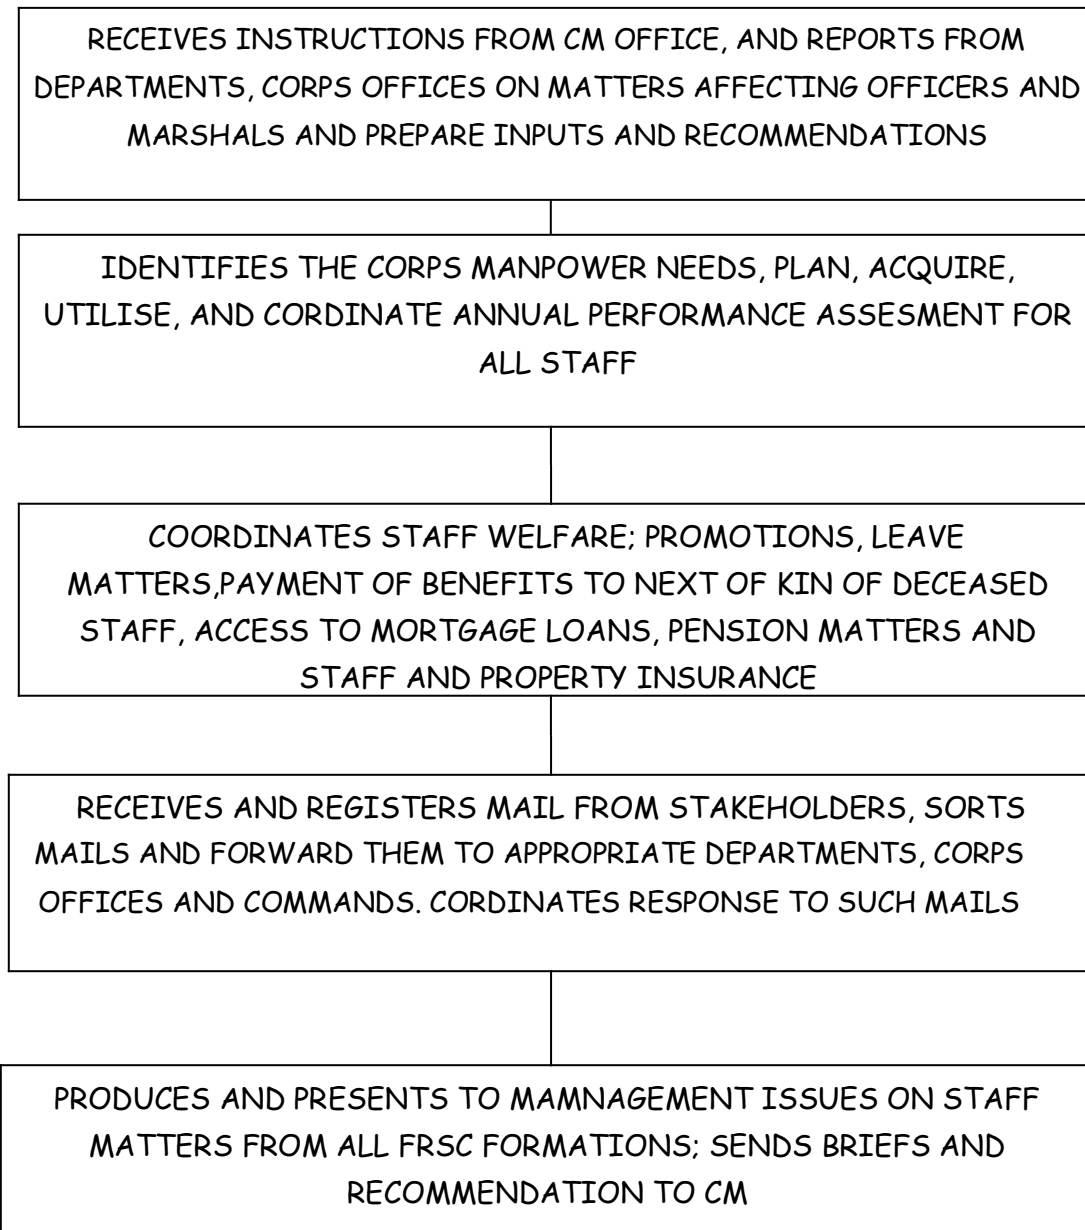 RECEIVES INSTRUCTIONS FROM CM OFFICE, AND REPORTS FROM
DEPARTMENTS, CORPS OFFICES ON MATTERS AFFECTING OFFICERS AND
MARSHALS AND PREPARE INPUTS AND RECOMMENDATIONS
IDENTIFIES THE CORPS MANPOWER NEEDS, PLAN, ACQUIRE,
UTILISE, AND CORDINATE ANNUAL PERFORMANCE ASSESMENT FOR
ALL STAFF
COORDINATES STAFF WELFARE; PROMOTIONS, LEAVE
MATTERS,PAYMENT OF BENEFITS TO NEXT OF KIN OF DECEASED
STAFF, ACCESS TO MORTGAGE LOANS, PENSION MATTERS AND
STAFF AND PROPERTY INSURANCE
RECEIVES AND REGISTERS MAIL FROM STAKEHOLDERS, SORTS
MAILS AND FORWARD THEM TO APPROPRIATE DEPARTMENTS, CORPS
OFFICES AND COMMANDS. CORDINATES RESPONSE TO SUCH MAILS
PRODUCES AND PRESENTS TO MAMNAGEMENT ISSUES ON STAFF
MATTERS FROM ALL FRSC FORMATIONS; SENDS BRIEFS AND
RECOMMENDATION TO CM